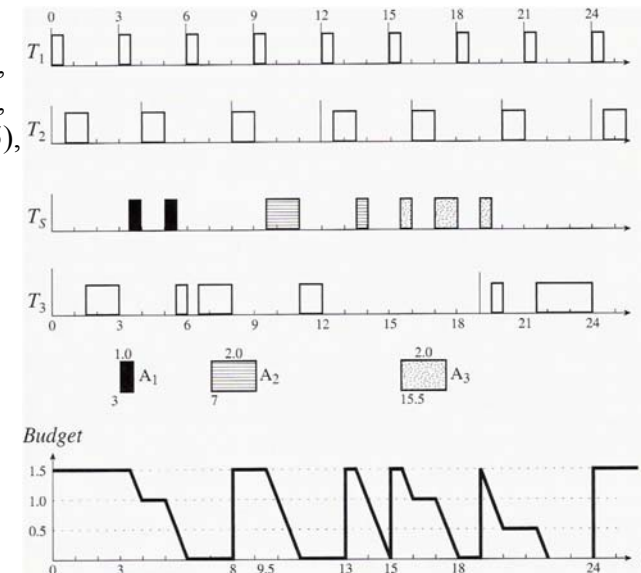 0 3 6 9 12 15 18 21 24
T₁
,
T₂
,
),
Tₛ
T₃
0 3 6 9 12 15 18 21 24
1.0 2.0 2.0
A₁ A₂ A₃
3 7 15.5
Budget
1.5
1.0
0.5
0 3 8 9.5 13 15 18 24